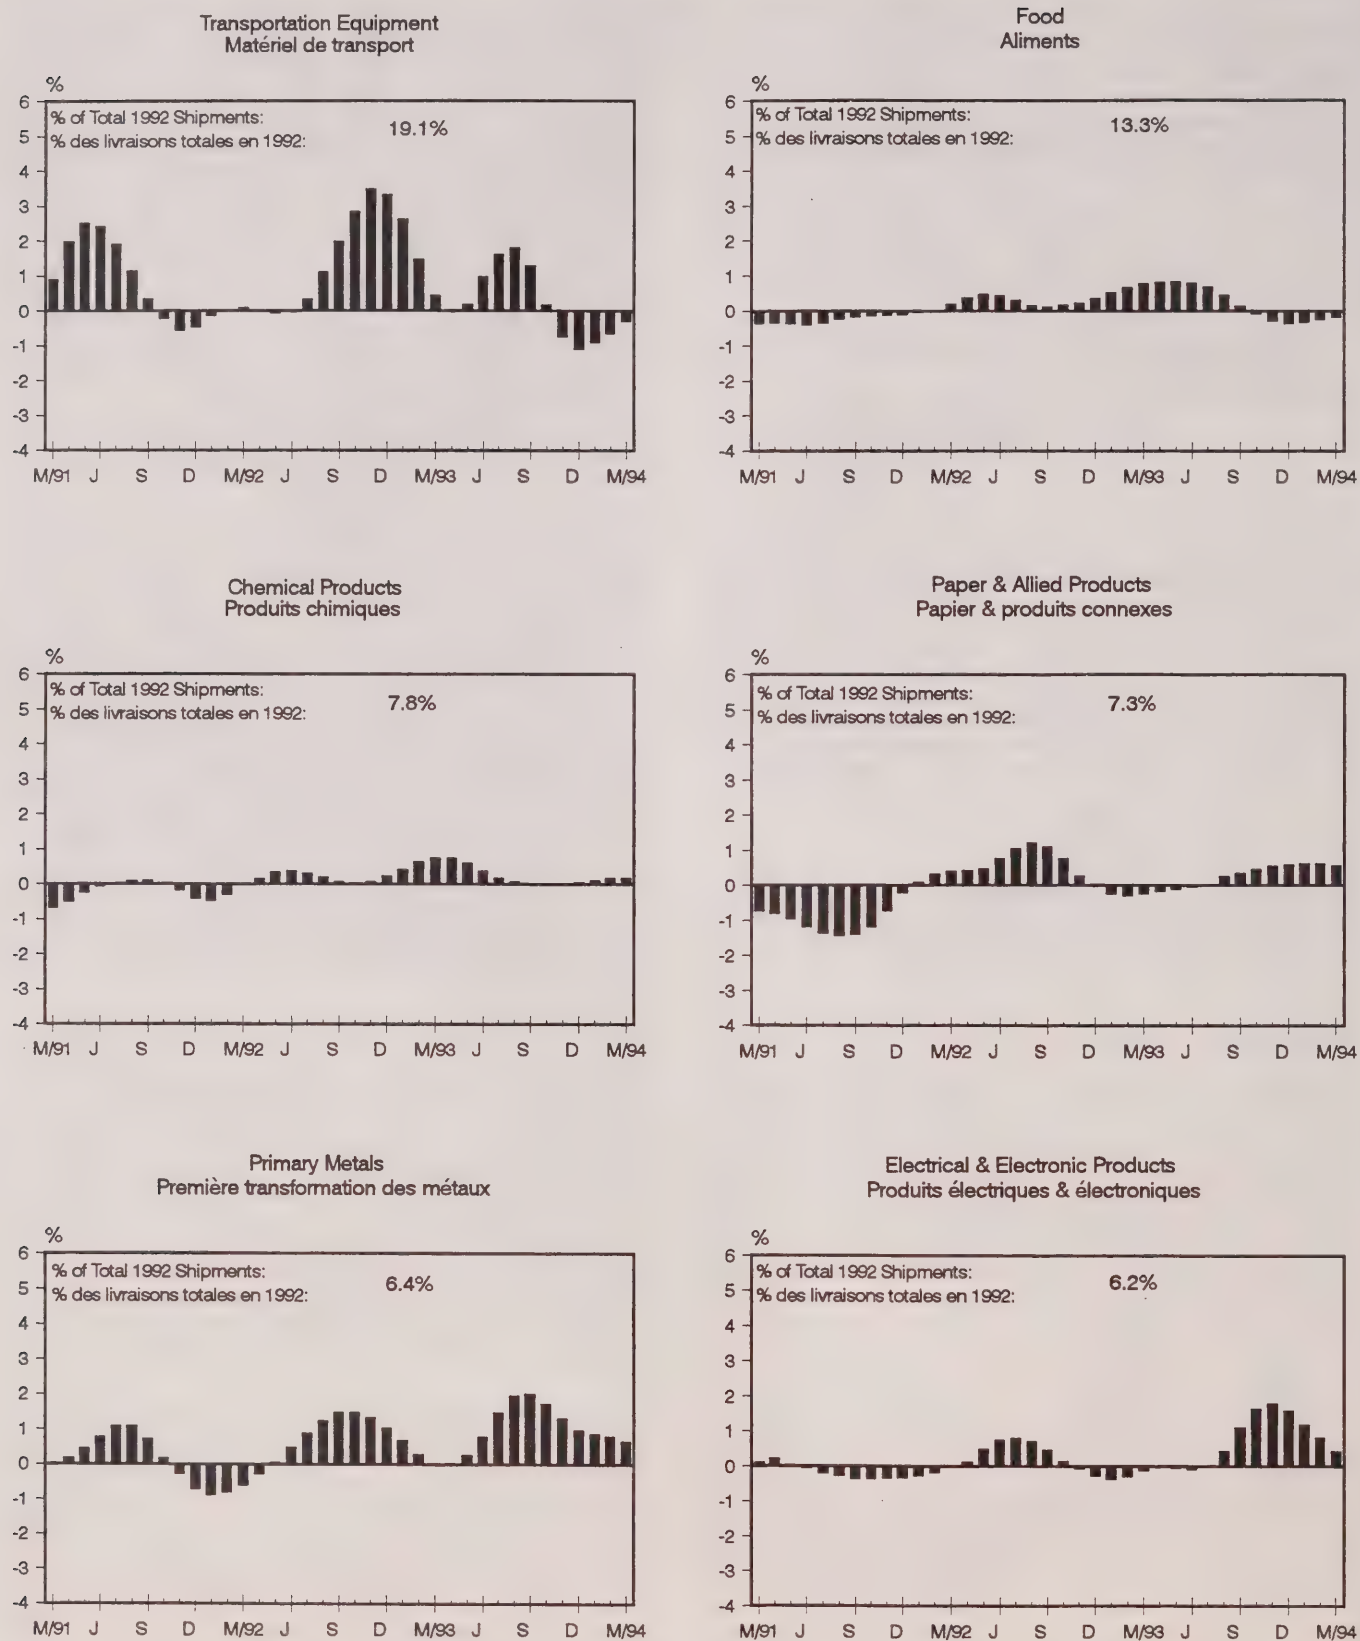 Transportation Equipment
Matériel de transport
%
% of Total 1992 Shipments:
% des livraisons totales en 1992:
19.1%
6
5
4
3
2
1
0
-1
-2
-3
-4
M/91 J S D M/92 J S D M/93 J S D M/94
Food
Aliments
%
% of Total 1992 Shipments:
% des livraisons totales en 1992:
13.3%
6
5
4
3
2
1
0
-1
-2
-3
-4
M/91 J S D M/92 J S D M/93 J S D M/94
Chemical Products
Produits chimiques
%
% of Total 1992 Shipments:
% des livraisons totales en 1992:
7.8%
6
5
4
3
2
1
0
-1
-2
-3
-4
M/91 J S D M/92 J S D M/93 J S D M/94
Paper & Allied Products
Papier & produits connexes
%
% of Total 1992 Shipments:
% des livraisons totales en 1992:
7.3%
6
5
4
3
2
1
0
-1
-2
-3
-4
M/91 J S D M/92 J S D M/93 J S D M/94
Primary Metals
Première transformation des métaux
%
% of Total 1992 Shipments:
% des livraisons totales en 1992:
6.4%
6
5
4
3
2
1
0
-1
-2
-3
-4
M/91 J S D M/92 J S D M/93 J S D M/94
Electrical & Electronic Products
Produits électriques & électroniques
%
% of Total 1992 Shipments:
% des livraisons totales en 1992:
6.2%
6
5
4
3
2
1
0
-1
-2
-3
-4
M/91 J S D M/92 J S D M/93 J S D M/94